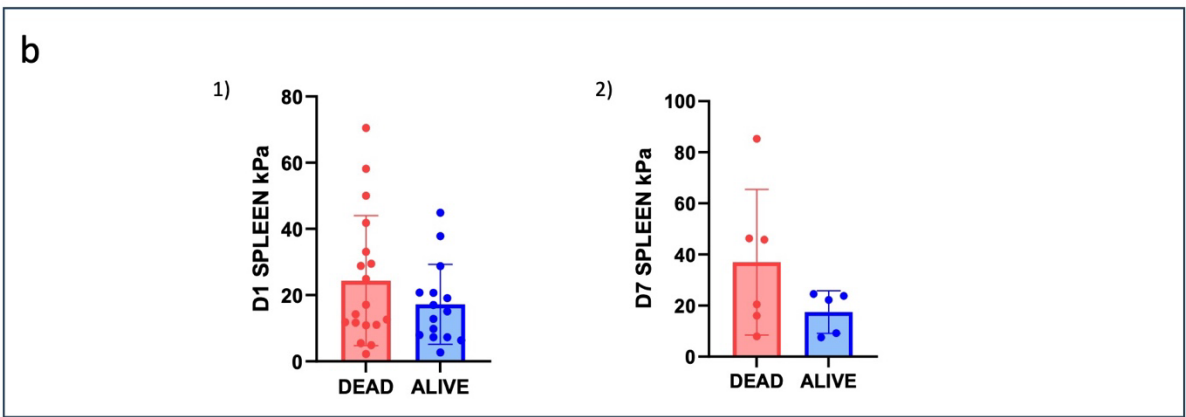 b
1)
D1 SPLEEN kPa
80
60
40
20
0
DEAD ALIVE
2)
D7 SPLEEN kPa
100
80
60
40
20
0
DEAD ALIVE